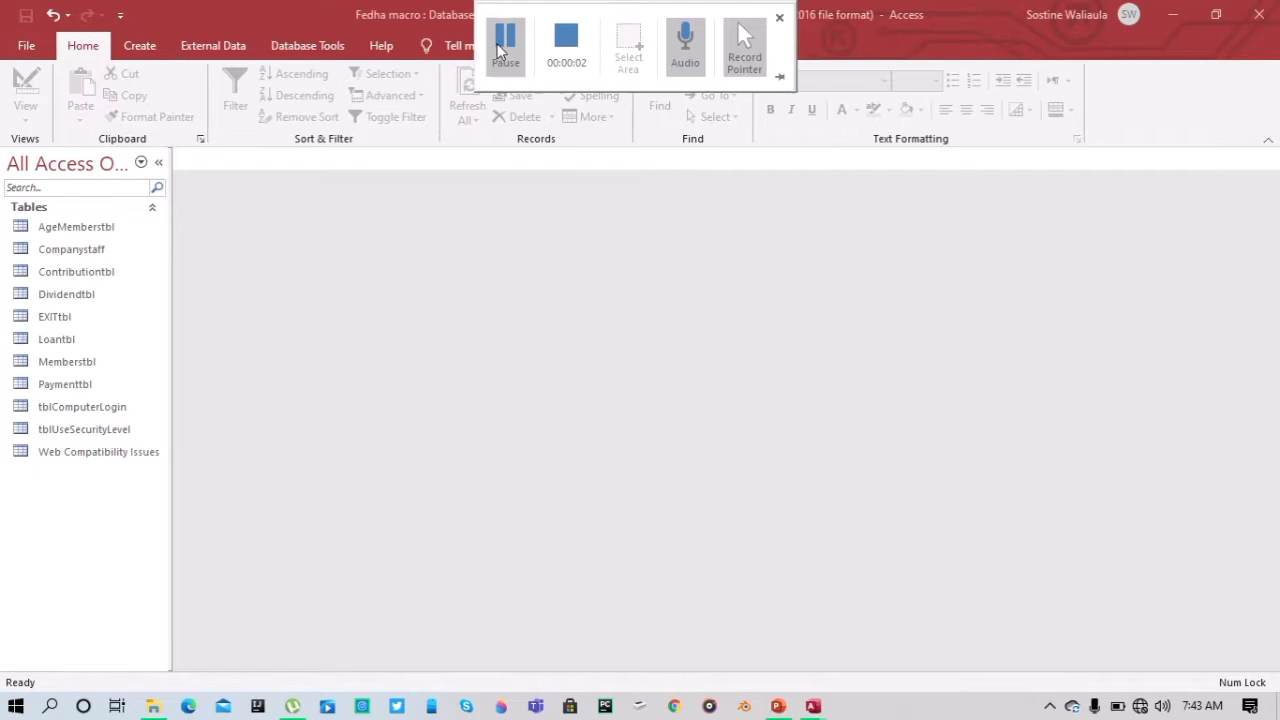 Fedha macro : Database
2016 file format) - Access
Sostine Waliaula
SW
File
Home
Create
External Data
Database Tools
Help
Tell m
Pause
00:00:02
Select
Area
Audio
Record
Pointer
View
Paste
Cut
Copy
Format Painter
Filter
Ascending
Descending
Remove Sort
Selection
Advanced
Toggle Filter
Refresh
All
Save
Delete
Spelling
More
Find
Go To
Select
B I U A
Views
Clipboard
Sort & Filter
Records
Find
Text Formatting
All Access O...
Search...
Tables
AgeMemberstbl
Companystaff
Contributiontbl
Dividendtbl
EXITtbl
Loantbl
Memberstbl
Paymenttbl
tblComputerLogin
tblUseSecurityLevel
Web Compatibility Issues
Ready
Num Lock
7:43 AM